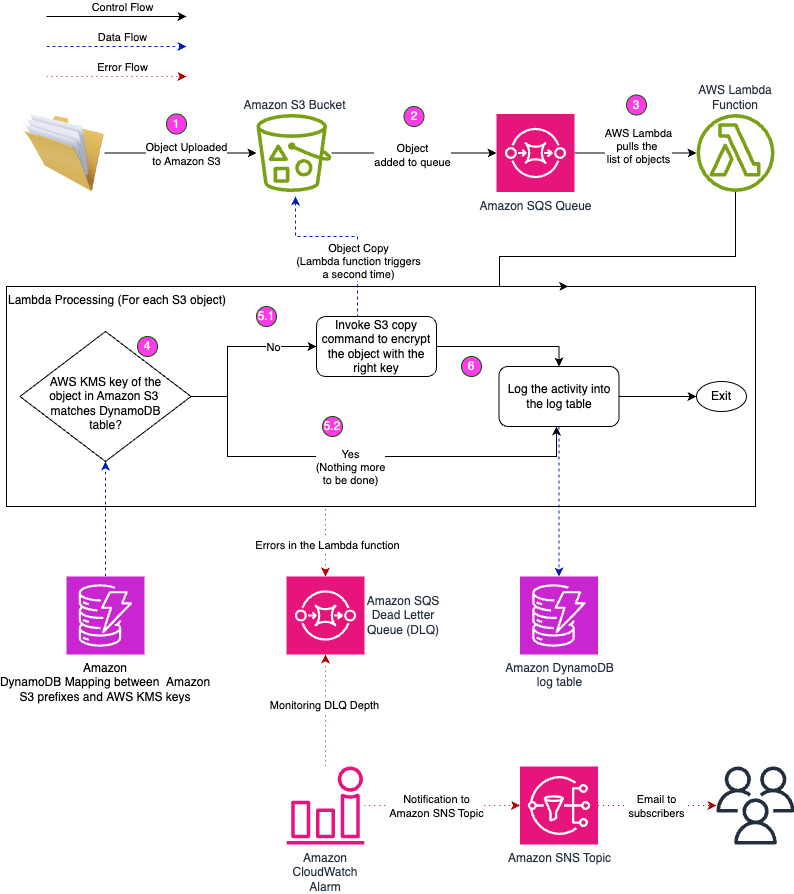 Control Flow
Data Flow
Error Flow
1
Object Uploaded
to Amazon S3
Amazon S3 Bucket
2
Object
added to queue
Amazon SQS Queue
3
AWS Lambda
pulls the
list of objects
AWS Lambda
Function
Object Copy
(Lambda function triggers
a second time)
Lambda Processing (For each S3 object)
4
AWS KMS key of the
object in Amazon S3
matches DynamoDB
table?
5.1
No
Invoke S3 copy
command to encrypt
the object with the
right key
6
Log the activity into
the log table
Exit
5.2
Yes
(Nothing more
to be done)
Errors in the Lambda function
Amazon
DynamoDB Mapping between Amazon
S3 prefixes and AWS KMS keys
Amazon SQS
Dead Letter
Queue (DLQ)
Amazon DynamoDB
log table
Monitoring DLQ Depth
Amazon
CloudWatch
Alarm
Notification to
Amazon SNS Topic
Amazon SNS Topic
Email to
subscribers